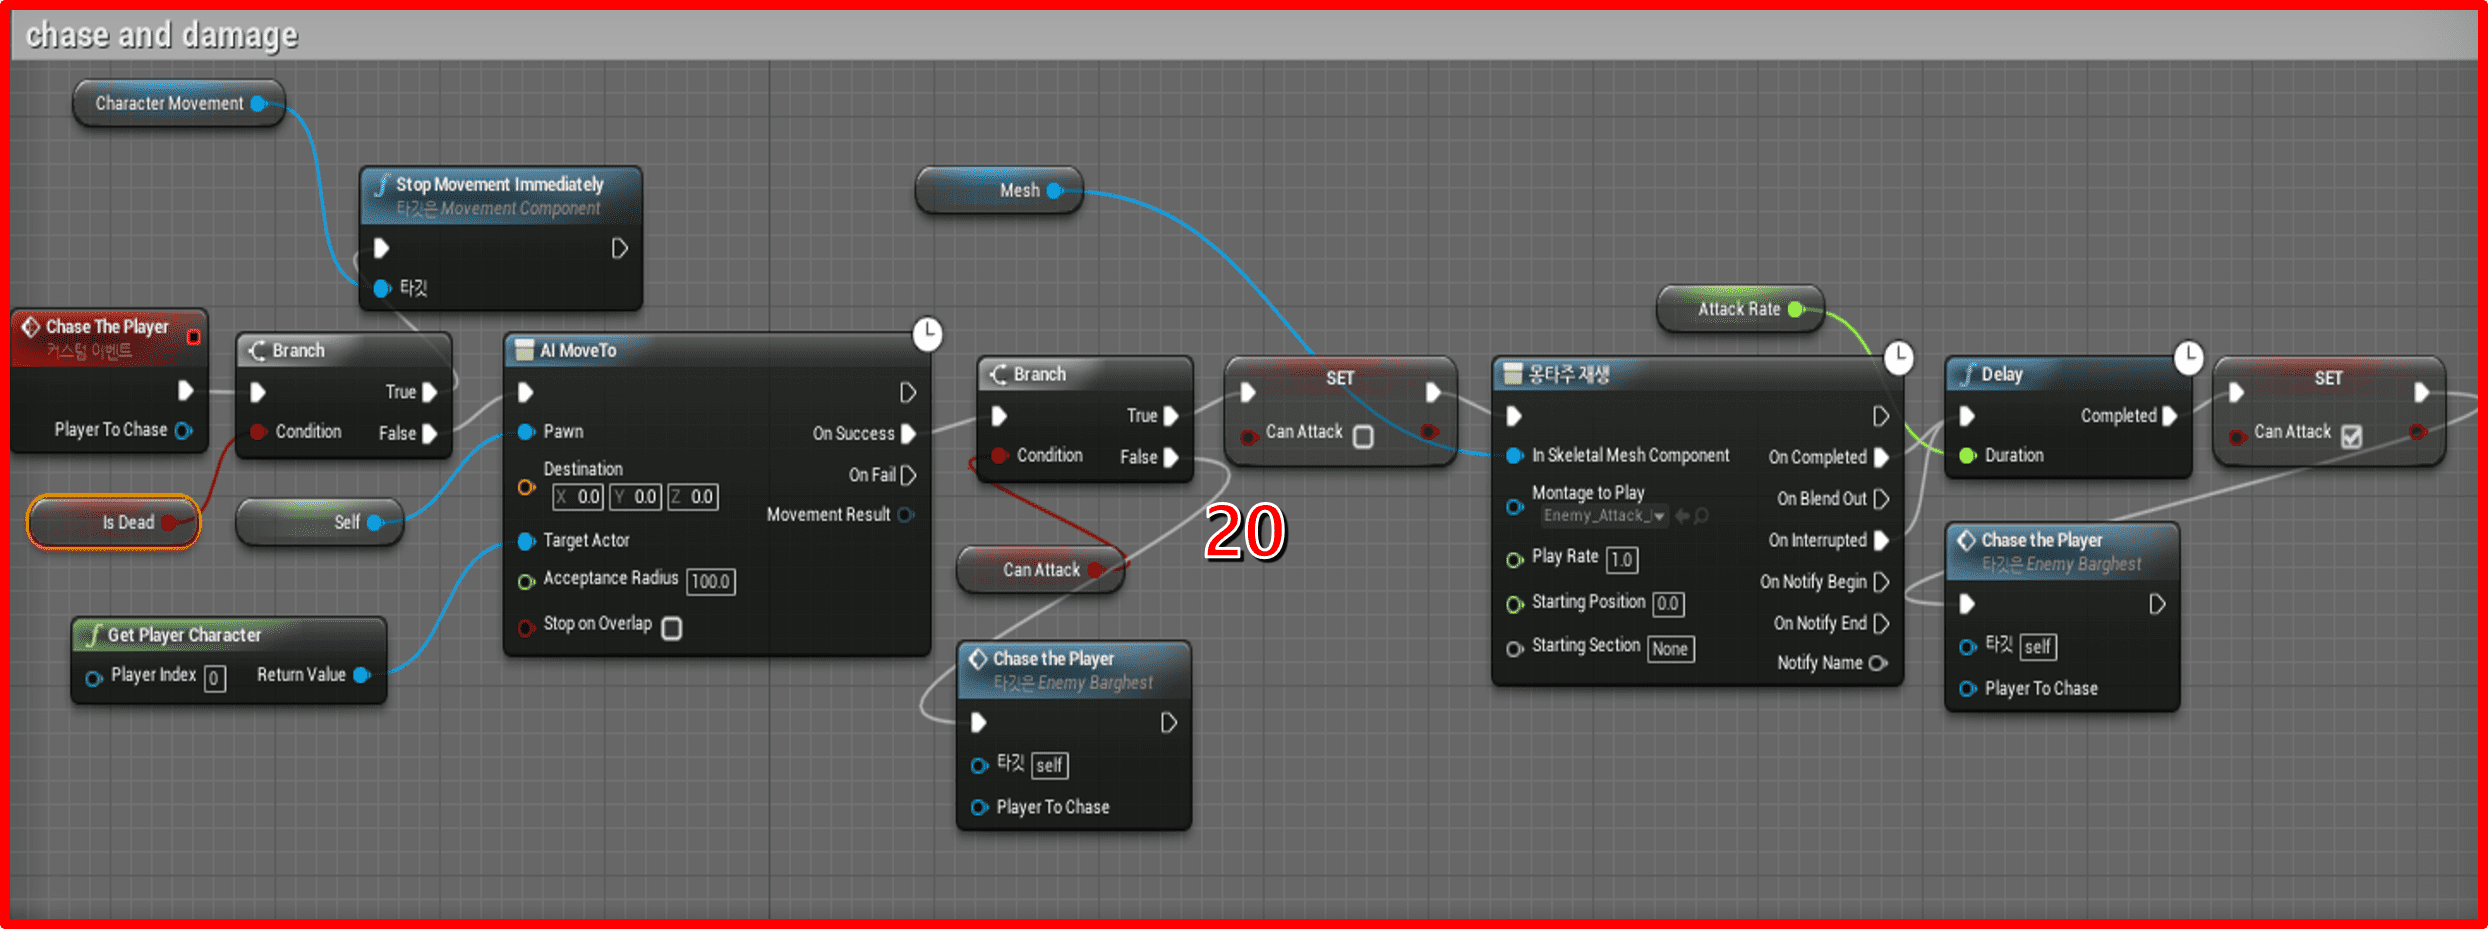 chase and damage
Character Movement
Stop Movement Immediately
타깃은 Movement Component
타깃
Chase The Player
커스텀 이벤트
Player To Chase
Branch
True
Condition
False
Is Dead
Self
Get Player Character
Player Index 0
Return Value
AI MoveTo
Pawn
Destination
X 0.0 Y 0.0 Z 0.0
Target Actor
Acceptance Radius 100.0
Stop on Overlap
On Success
On Fail
Movement Result
Mesh
Branch
True
Condition
False
Can Attack
20
Chase the Player
타깃은 Enemy Barghest
타깃 self
Player To Chase
SET
Can Attack
몽타주 재생
In Skeletal Mesh Component
Montage to Play
Enemy_Attack_
Play Rate 1.0
Starting Position 0.0
Starting Section None
On Completed
On Blend Out
On Interrupted
On Notify Begin
On Notify End
Notify Name
Attack Rate
Delay
Completed
Duration
SET
Can Attack
Chase the Player
타깃은 Enemy Barghest
타깃 self
Player To Chase